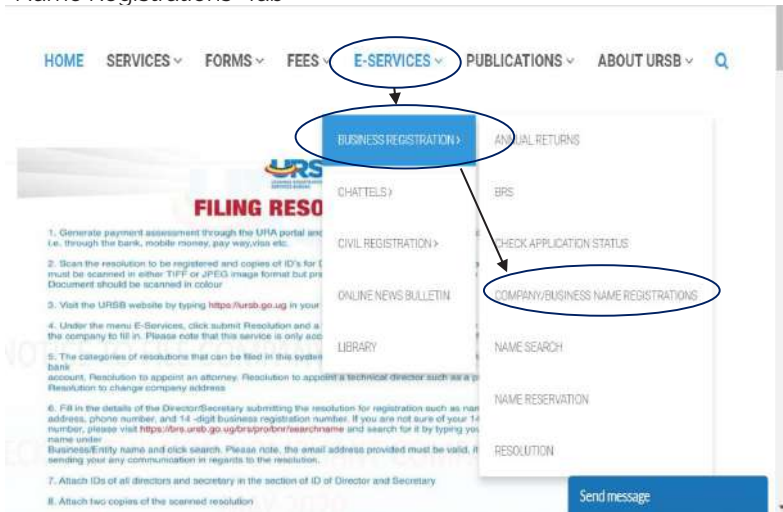 HOME SERVICES FORMS FEES E-SERVICES PUBLICATIONS ABOUT URSB
BUSINESS REGISTRATION >
ANNUAL RETURNS
CHATTELS >
BRS
CIVIL REGISTRATION >
CHECK APPLICATION STATUS
ONLINE NEWS BULLETIN
COMPANY/BUSINESS NAME REGISTRATIONS
LIBRARY
NAME SEARCH
NAME RESERVATION
RESOLUTION
URS
FILING RESO
1. Generate payment assessment through the URA portal and
i.e. through the bank, mobile money, pay way,visa etc.
2. Scan the resolution to be registered and copies of ID's for
must be scanned in either TIFF or JPEG image format but pre
Document should be scanned in colour
3. Visit the URSB website by typing https://ursb.go.ug in your
4. Under the menu E-Services, click submit Resolution and a
the company to fill in. Please note that this service is only acc
5. The categories of resolutions that can be filed in this system
bank
account, Resolution to appoint an attorney. Resolution to appoint a technical director such as a p
Resolution to change company address
6. Fill in the details of the Director/Secretary submitting the resolution for registration such as nam
address, phone number, and 14 -digit business registration number. If you are not sure of your 14
number, please visit https://brs.ursb.go.ug/brs/pro/bnr/searchname and search for it by typing you
name under
Business/Entity name and click search. Please note, the email address provided must be valid, it
sending your any communication in regards to the resolution.
7. Attach IDs of all directors and secretary in the section of ID of Director and Secretary
8. Attach two copies of the scanned resolution
Send message